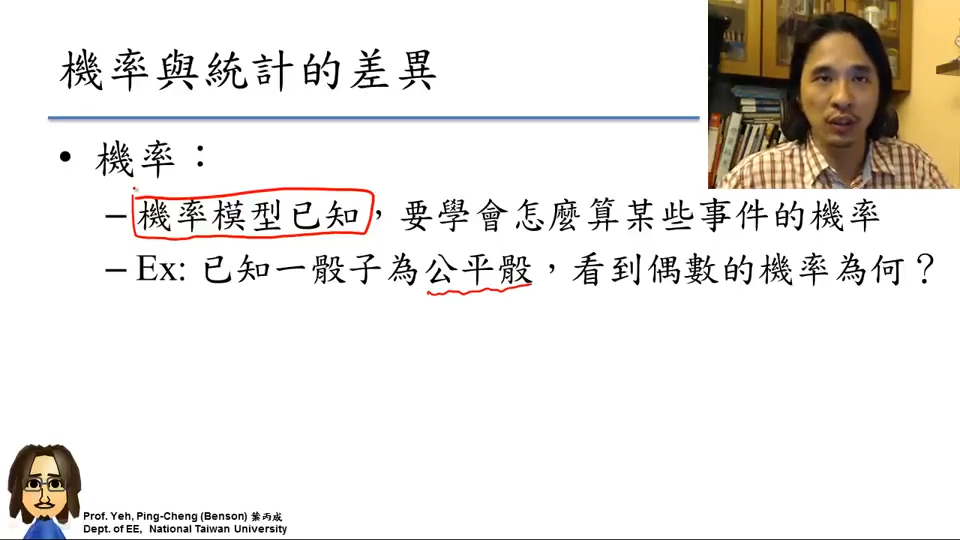 機率與統計的差異
• 機率：
– 機率模型已知，要學會怎麼算某些事件的機率
– Ex: 已知一骰子為公平骰，看到偶數的機率為何？
Prof. Yeh, Ping-Cheng (Benson) 葉丙成
Dept. of EE, National Taiwan University